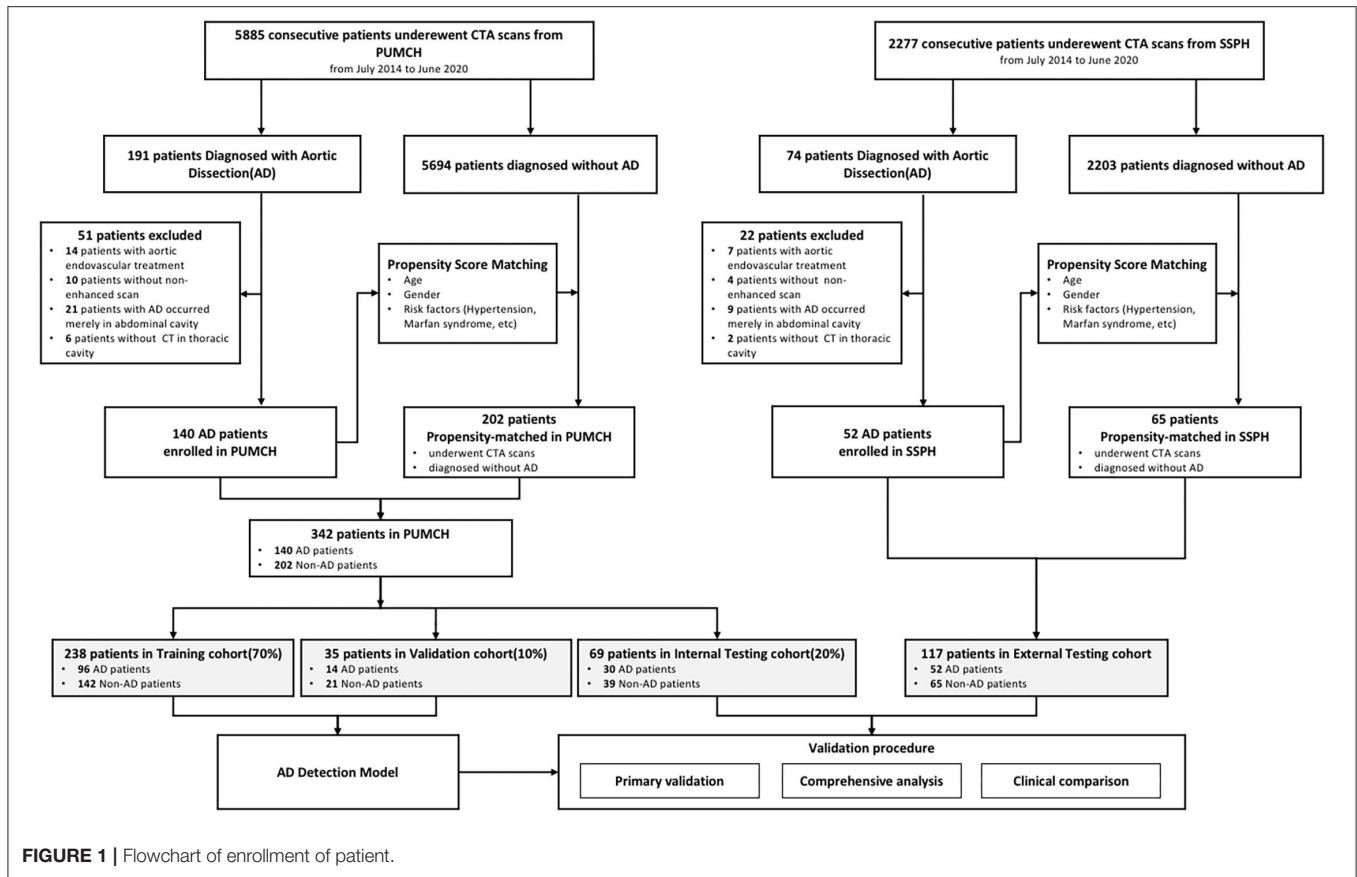 5885 consecutive patients underewent CTA scans from
PUMCH
from July 2014 to June 2020
2277 consecutive patients underewent CTA scans from SSPH
from July 2014 to June 2020
191 patients Diagnosed with Aortic
Dissection(AD)
5694 patients diagnosed without AD
74 patients Diagnosed with Aortic
Dissection(AD)
2203 patients diagnosed without AD
51 patients excluded
• 14 patients with aortic
endovascular treatment
• 10 patients without non-
enhanced scan
• 21 patients with AD occurred
merely in abdominal cavity
• 6 patients without CT in thoracic
cavity
Propensity Score Matching
• Age
• Gender
• Risk factors (Hypertension,
Marfan syndrome, etc)
22 patients excluded
• 7 patients with aortic
endovascular treatment
• 4 patients without non-
enhanced scan
• 9 patients with AD occurred
merely in abdominal cavity
• 2 patients without CT in thoracic
cavity
Propensity Score Matching
• Age
• Gender
• Risk factors (Hypertension,
Marfan syndrome, etc)
140 AD patients
enrolled in PUMCH
202 patients
Propensity-matched in PUMCH
• underwent CTA scans
• diagnosed without AD
52 AD patients
enrolled in SSPH
65 patients
Propensity-matched in SSPH
• underwent CTA scans
• diagnosed without AD
342 patients in PUMCH
• 140 AD patients
• 202 Non-AD patients
238 patients in Training cohort(70%)
• 96 AD patients
• 142 Non-AD patients
35 patients in Validation cohort(10%)
• 14 AD patients
• 21 Non-AD patients
69 patients in Internal Testing cohort(20%)
• 30 AD patients
• 39 Non-AD patients
117 patients in External Testing cohort
• 52 AD patients
• 65 Non-AD patients
AD Detection Model
Validation procedure
Primary validation
Comprehensive analysis
Clinical comparison
FIGURE 1 | Flowchart of enrollment of patient.